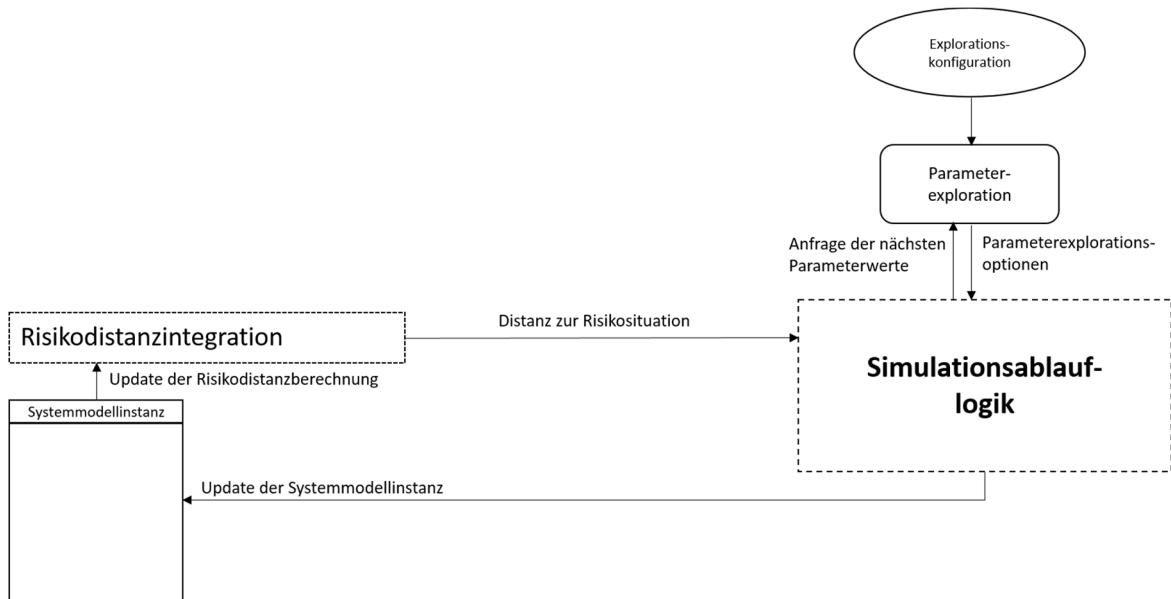 Explorations-
konfiguration
Parameter-
exploration
Anfrage der nächsten
Parameterwerte
Parameterexplorations-
optionen
Risikodistanzintegration
Distanz zur Risikosituation
Simulationsablauf-
logik
Update der Risikodistanzberechnung
Systemmodellinstanz
Update der Systemmodellinstanz